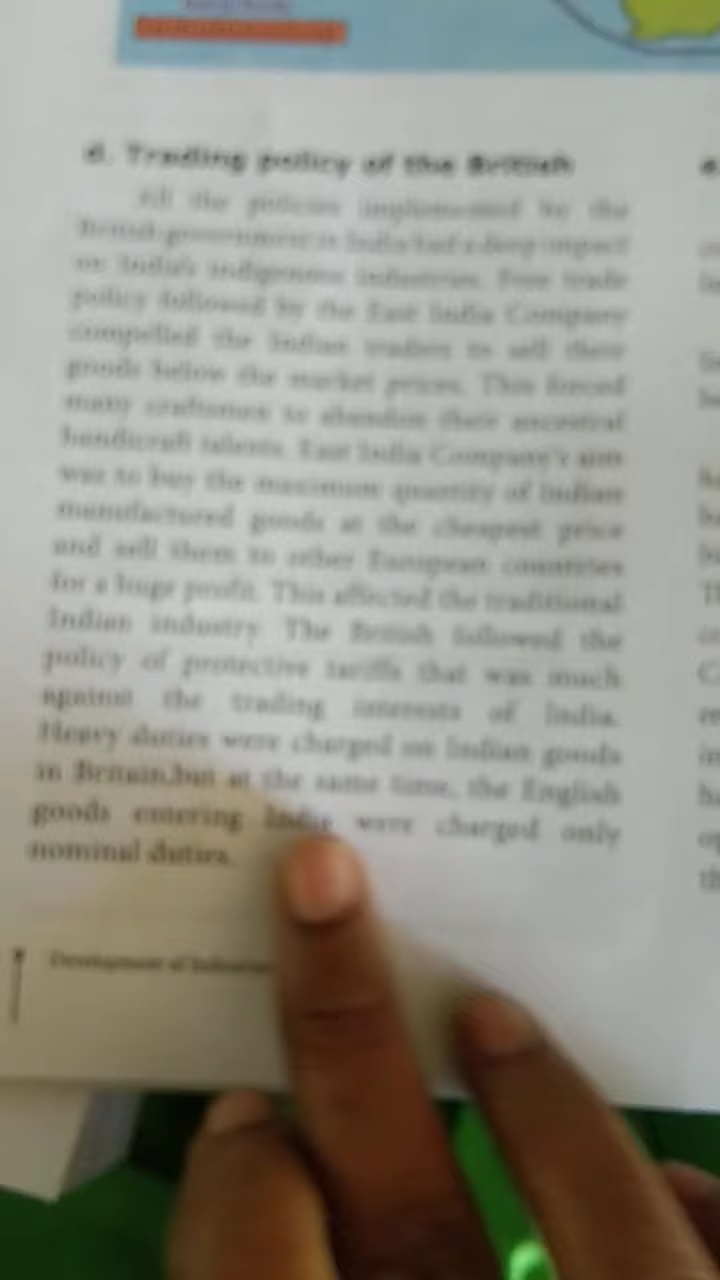 d. Trading policy of the British
All the policies implemented by the
British government in India had a deep impact
on India's indigenous industries. Free trade
policy followed by the East India Company
compelled the Indian traders to sell their
goods below the market prices. This forced
many craftsmen to abandon their ancestral
handicraft talents. East India Company's aim
was to buy the maximum quantity of Indian
manufactured goods at the cheapest price
and sell them to other European countries
for a huge profit. This affected the traditional
Indian industry. The British followed the
policy of protective tariffs that was much
against the trading interests of India.
Heavy duties were charged on Indian goods
in Britain,but at the same time, the English
goods entering India were charged only
nominal duties.
Development of